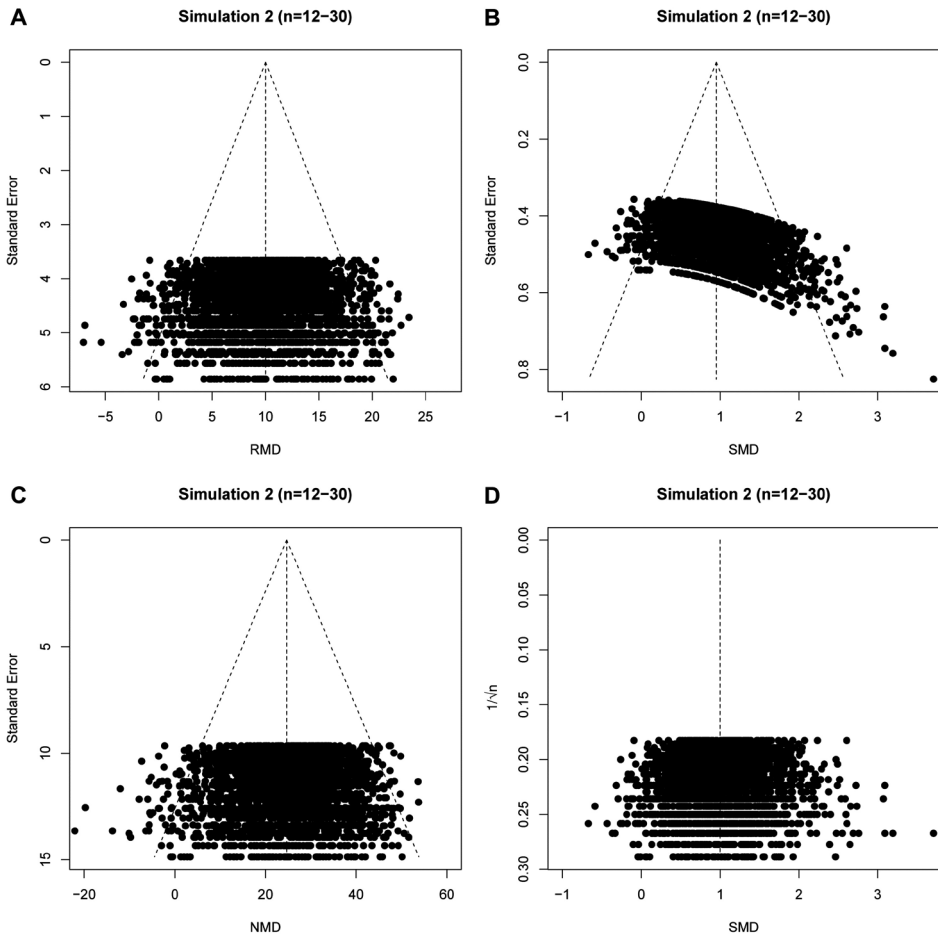 A
Simulation 2 (n=12−30)
0
1
2
3
4
5
6
Standard Error
−5 0 5 10 15 20 25
RMD
B
Simulation 2 (n=12−30)
0.0
0.2
0.4
0.6
0.8
Standard Error
−1 0 1 2 3
SMD
C
Simulation 2 (n=12−30)
0
5
10
15
Standard Error
−20 0 20 40 60
NMD
D
Simulation 2 (n=12−30)
0.00
0.05
0.10
0.15
0.20
0.25
0.30
1/√n
−1 0 1 2 3
SMD